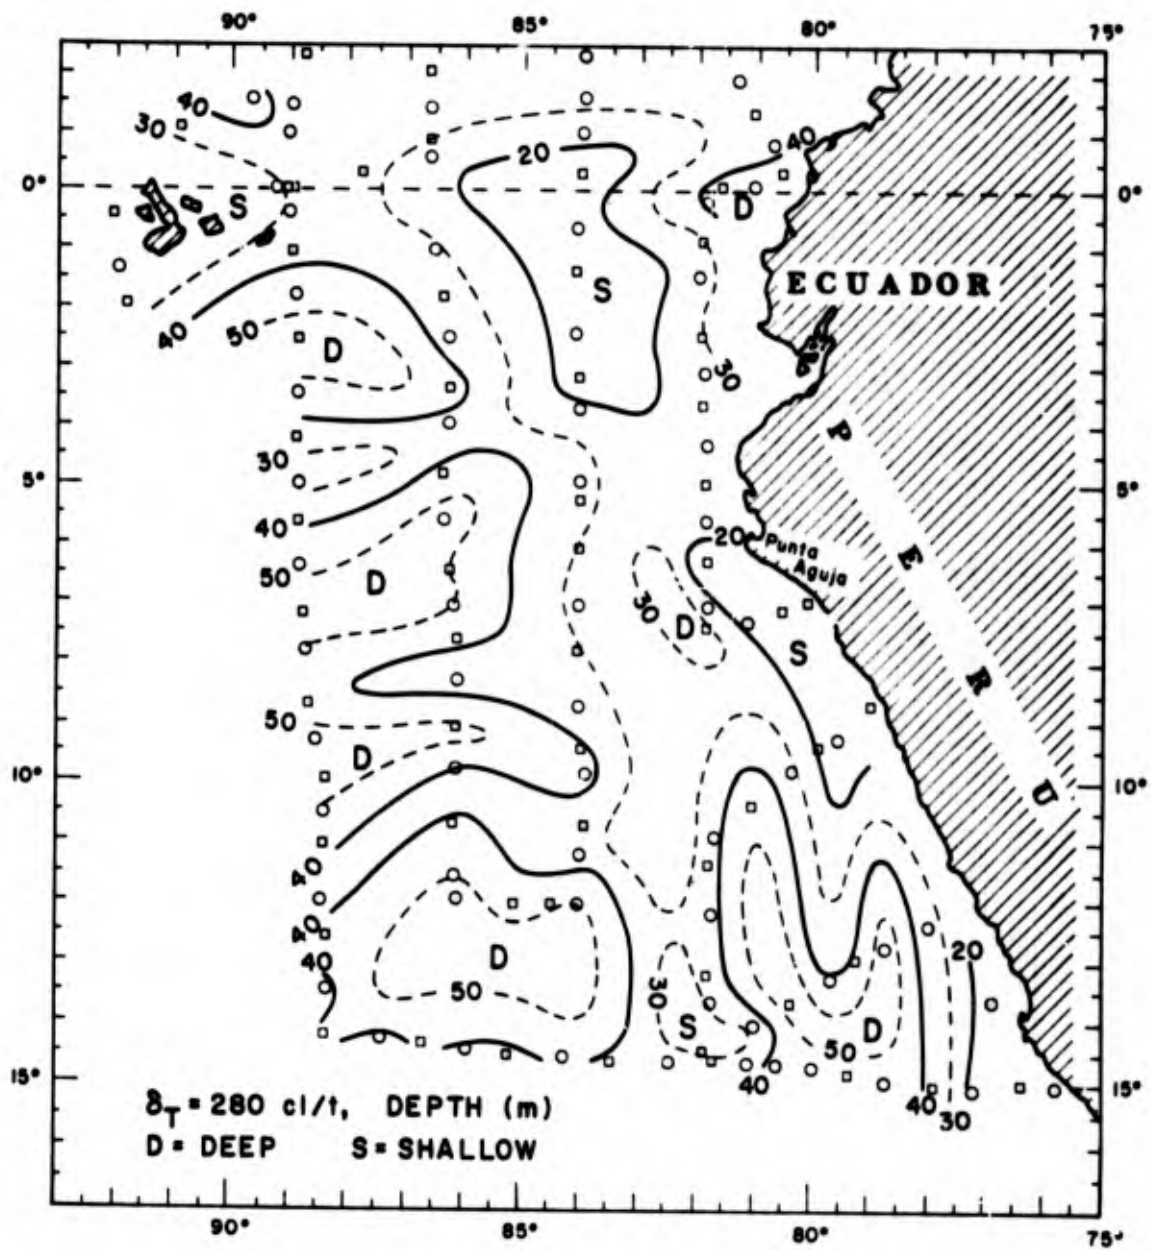 90° 85° 80° 75°
40
30
40
20
0° S D 0°
S
ECUADOR
40 50 D 30
30
P
5° 5°
40
20 Punta
Aguja
E
50 D
30 D
S
R
50 D
10° U 10°
40
40
20
40 D
30
50 S D
50
15° 40 40 30 15°
δT = 280 cl/t, DEPTH (m)
D = DEEP S = SHALLOW
90° 85° 80° 75°